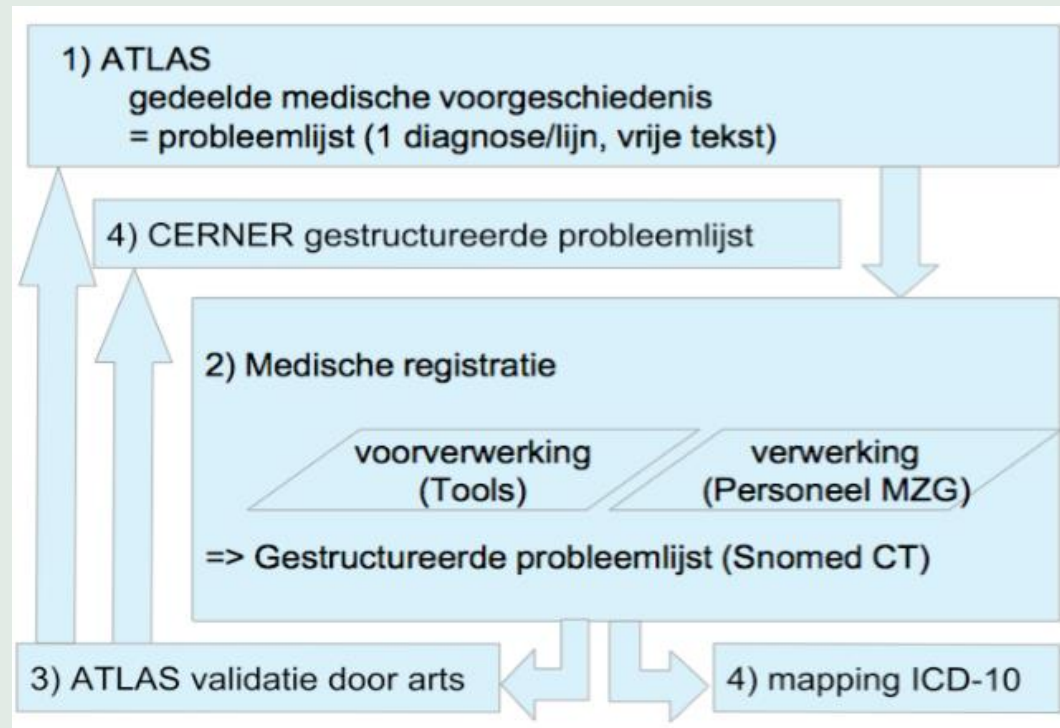 1) ATLAS
gedeelde medische voorgeschiedenis
= probleemlijst (1 diagnose/lijn, vrije tekst)
4) CERNER gestructureerde probleemlijst
2) Medische registratie
voorverwerking
(Tools)
verwerking
(Personeel MZG)
=> Gestructureerde probleemlijst (Snomed CT)
3) ATLAS validatie door arts
4) mapping ICD-10